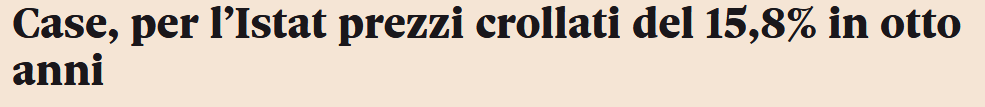 Case, per l’Istat prezzi crollati del 15,8% in otto
anni